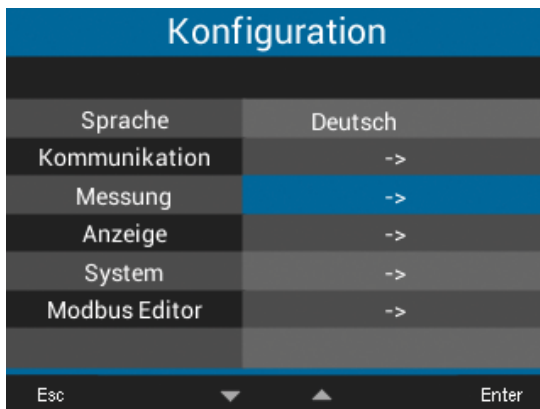 Konfiguration
Sprache Deutsch
Kommunikation ->
Messung ->
Anzeige ->
System ->
Modbus Editor ->
Esc Enter